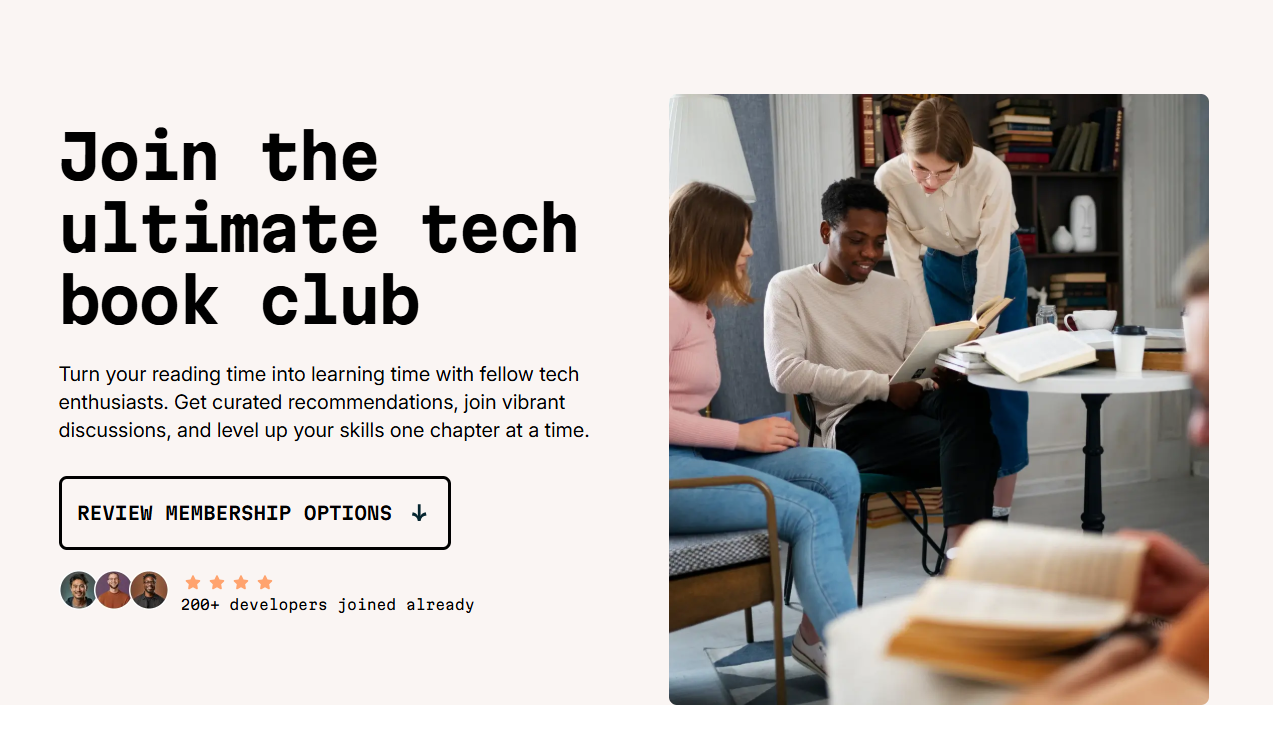 Join the
ultimate tech
book club
Turn your reading time into learning time with fellow tech
enthusiasts. Get curated recommendations, join vibrant
discussions, and level up your skills one chapter at a time.
REVIEW MEMBERSHIP OPTIONS ↓
200+ developers joined already